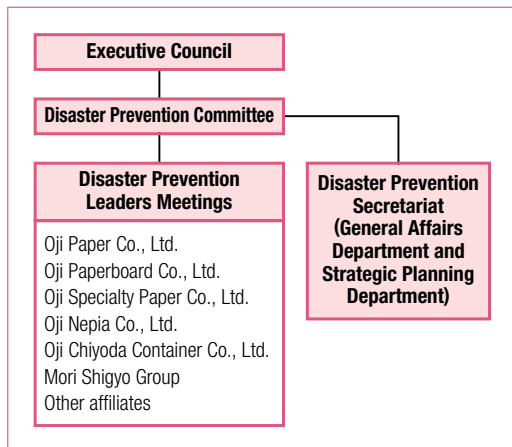 Executive Council
Disaster Prevention Committee
Disaster Prevention
Leaders Meetings
Oji Paper Co., Ltd.
Oji Paperboard Co., Ltd.
Oji Specialty Paper Co., Ltd.
Oji Nepia Co., Ltd.
Oji Chiyoda Container Co., Ltd.
Mori Shigyo Group
Other affiliates
Disaster Prevention
Secretariat
(General Affairs
Department and
Strategic Planning
Department)